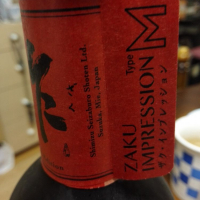 作
Shimizu Seizaburo Shoten Ltd.
Suzuka, Mie, Japan
ZAKU
IMPRESSION
Type
M
ザク・インプレッション